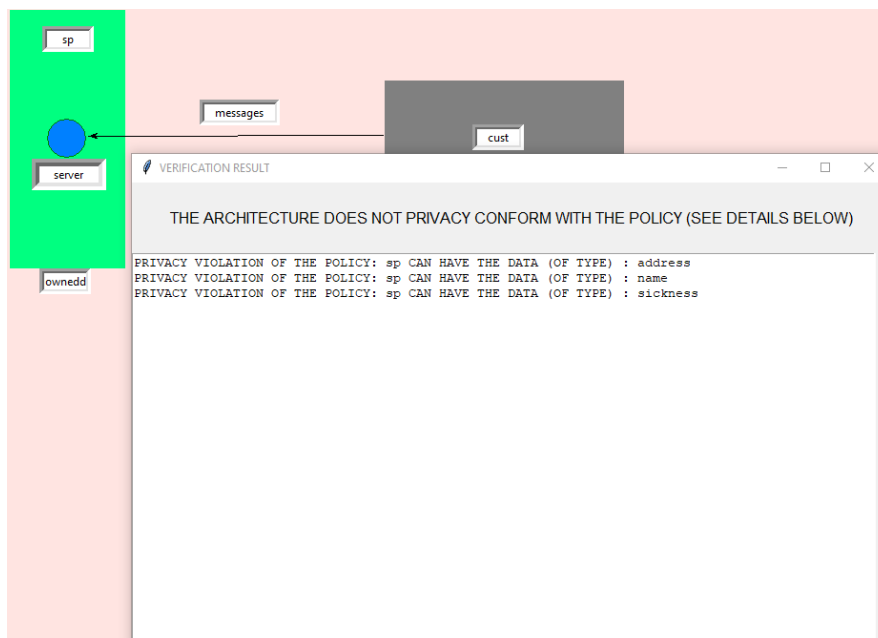 sp
messages
cust
server
VERIFICATION RESULT
THE ARCHITECTURE DOES NOT PRIVACY CONFORM WITH THE POLICY (SEE DETAILS BELOW)
ownedd
PRIVACY VIOLATION OF THE POLICY: sp CAN HAVE THE DATA (OF TYPE) : address
PRIVACY VIOLATION OF THE POLICY: sp CAN HAVE THE DATA (OF TYPE) : name
PRIVACY VIOLATION OF THE POLICY: sp CAN HAVE THE DATA (OF TYPE) : sickness